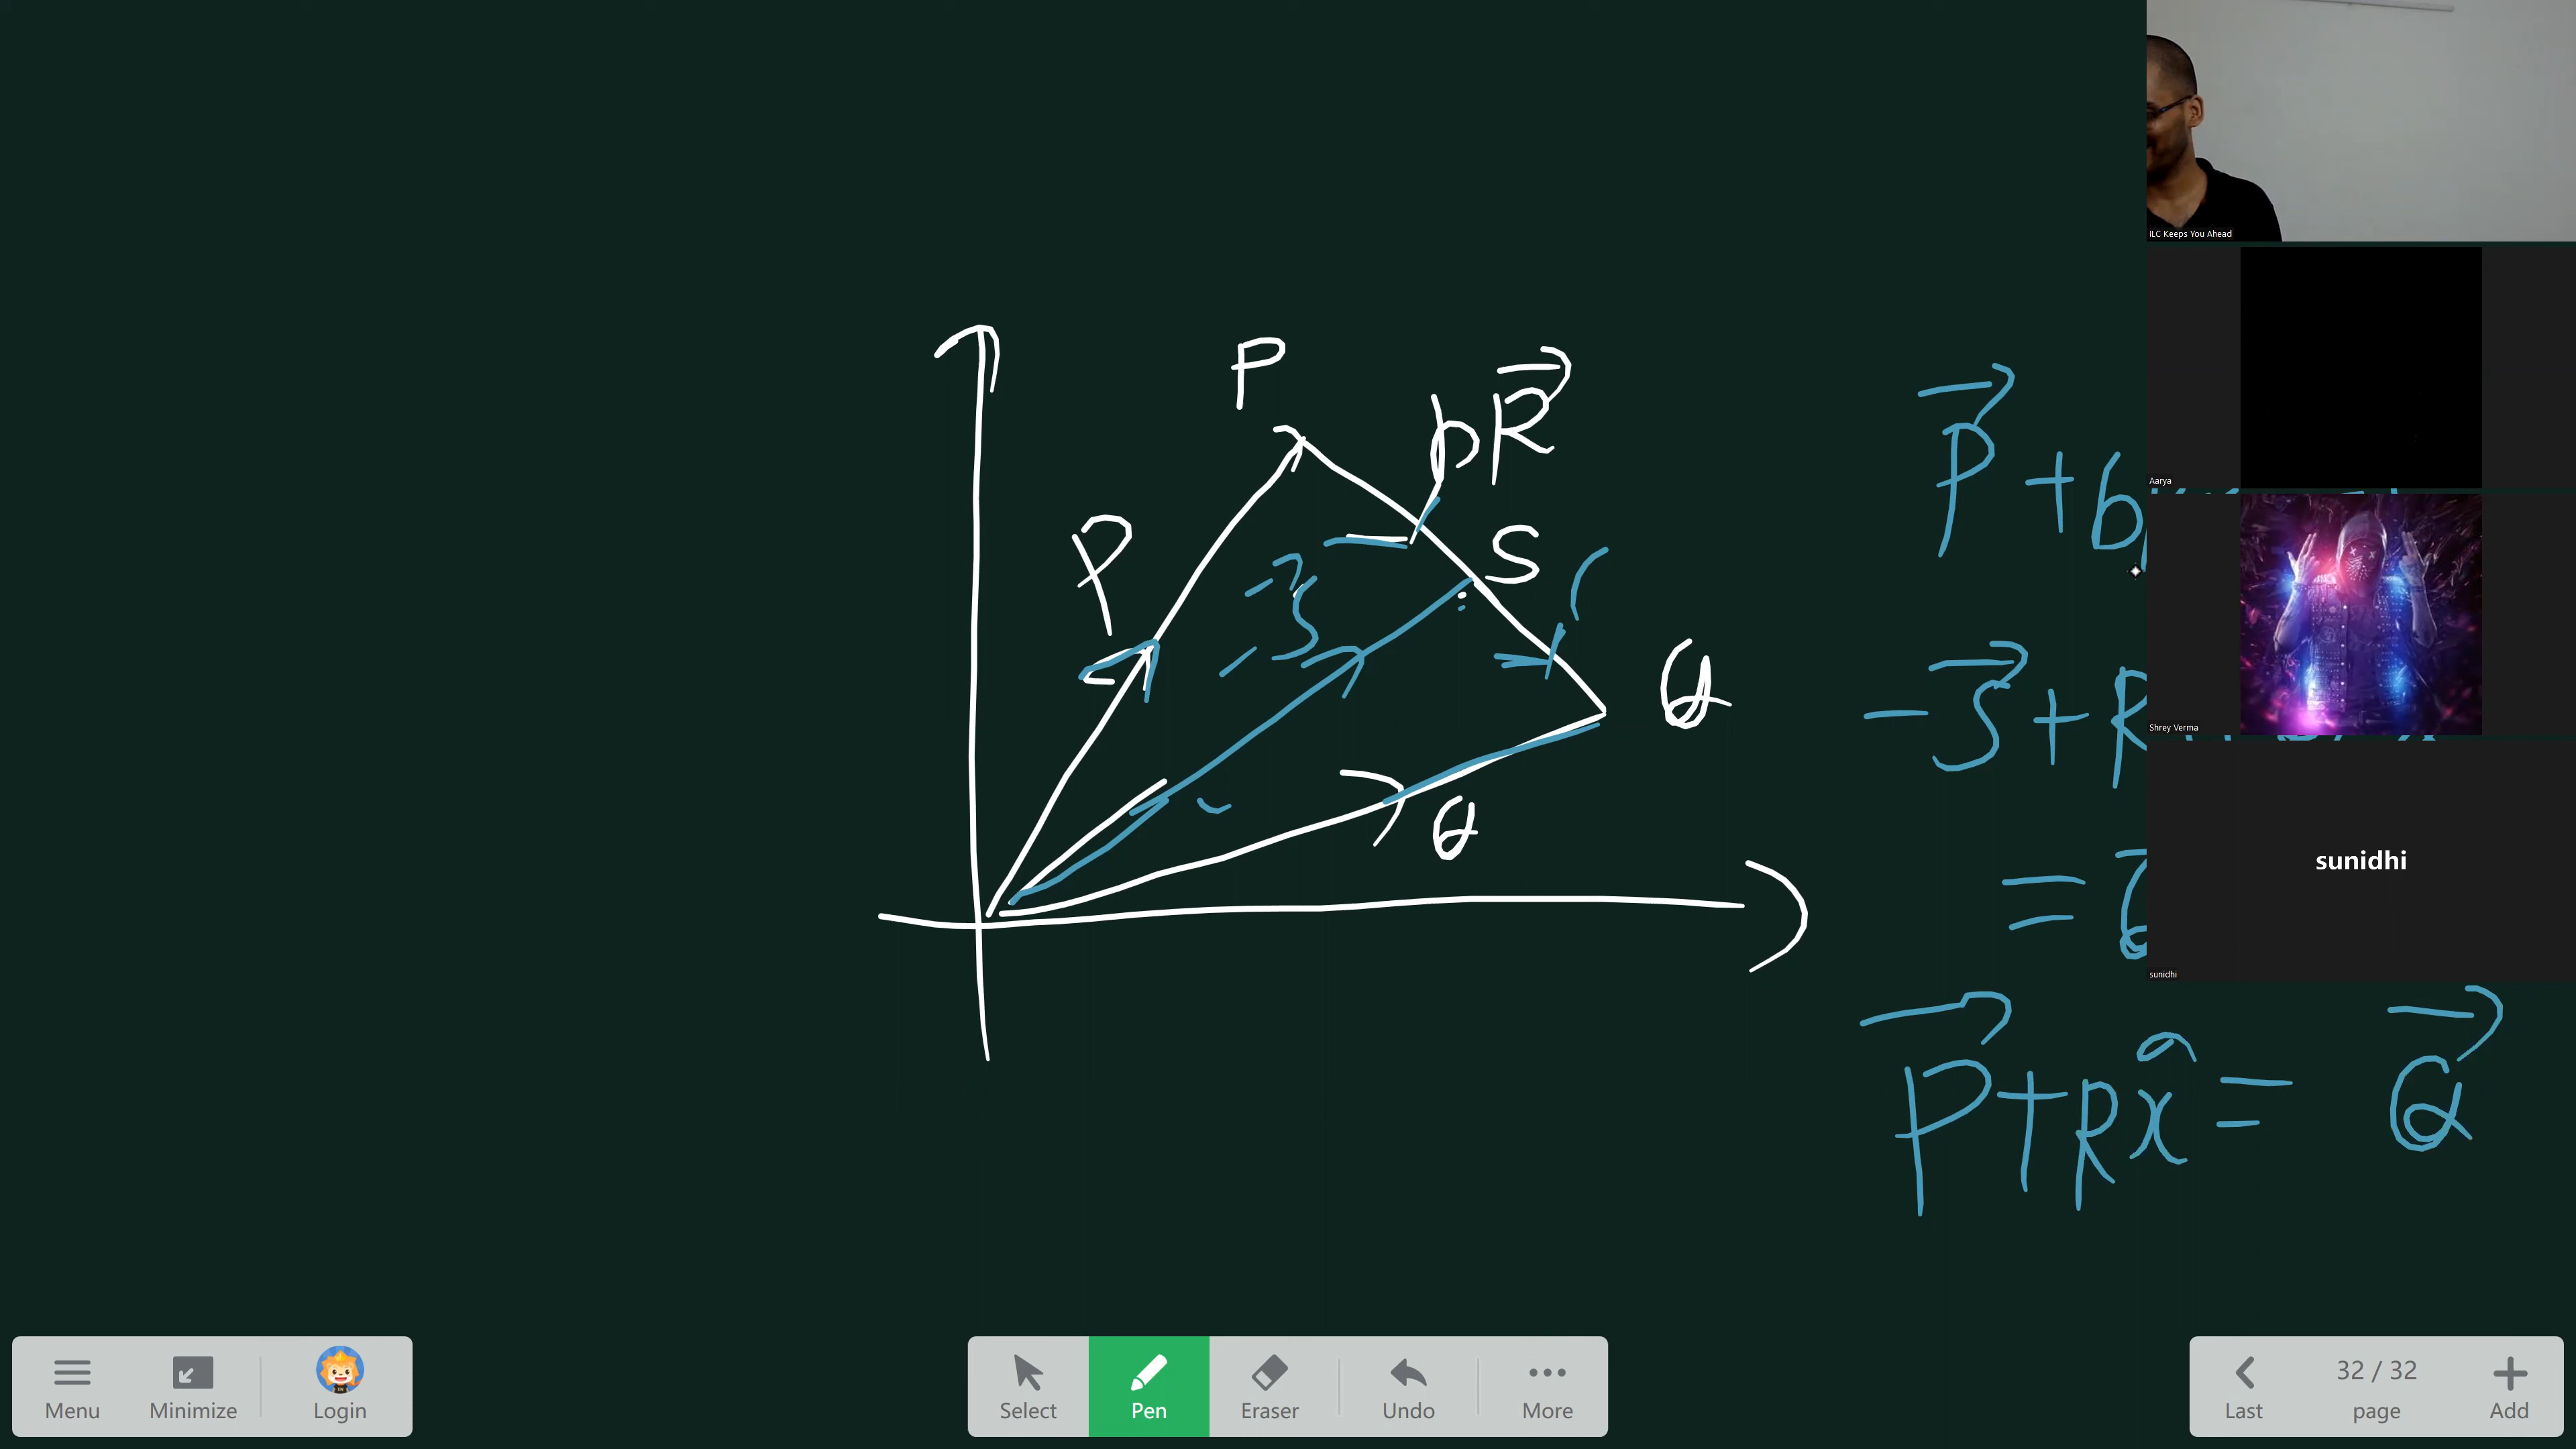 P
bR
P
S
Q
Q
P + b
- S + R
=
P + R x = Q
ILC Keeps You Ahead
Aarya
Shrey Verma
sunidhi
sunidhi
Menu
Minimize
Login
Select
Pen
Eraser
Undo
More
Last
32 / 32
page
Add